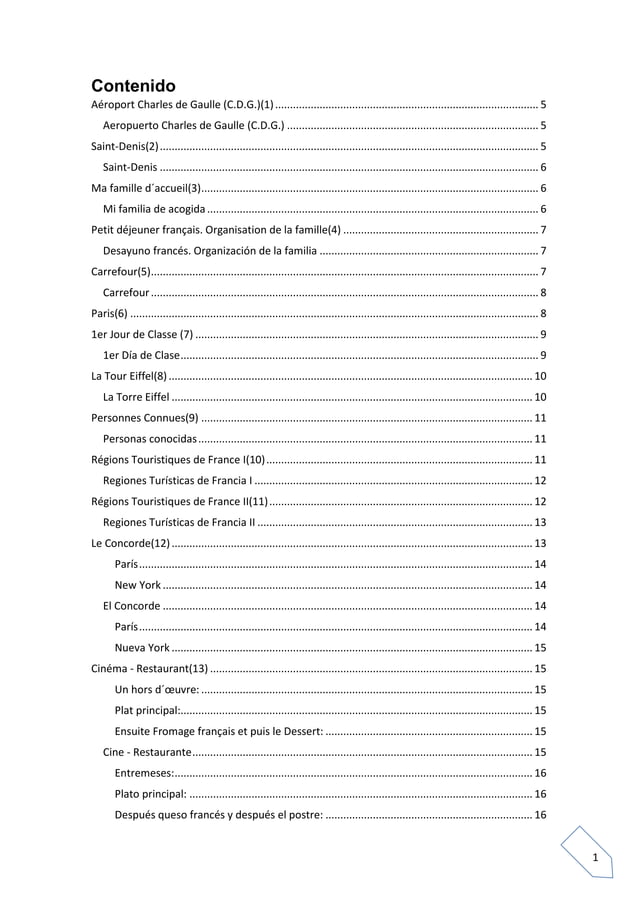 Contenido
Aéroport Charles de Gaulle (C.D.G.)(1) ........................................................................................ 5
Aeropuerto Charles de Gaulle (C.D.G.) .................................................................................... 5
Saint-Denis(2) ............................................................................................................................... 5
Saint-Denis ............................................................................................................................... 6
Ma famille d´accueil(3)................................................................................................................. 6
Mi familia de acogida ............................................................................................................... 6
Petit déjeuner français. Organisation de la famille(4) ................................................................. 7
Desayuno francés. Organización de la familia ......................................................................... 7
Carrefour(5).................................................................................................................................. 7
Carrefour .................................................................................................................................. 8
Paris(6) ......................................................................................................................................... 8
1er Jour de Classe (7) ................................................................................................................... 9
1er Día de Clase........................................................................................................................ 9
La Tour Eiffel(8) .......................................................................................................................... 10
La Torre Eiffel ......................................................................................................................... 10
Personnes Connues(9) ............................................................................................................... 11
Personas conocidas ................................................................................................................ 11
Régions Touristiques de France I(10) ......................................................................................... 11
Regiones Turísticas de Francia I ............................................................................................. 12
Régions Touristiques de France II(11) ........................................................................................ 12
Regiones Turísticas de Francia II ............................................................................................ 13
Le Concorde(12) ......................................................................................................................... 13
París .................................................................................................................................... 14
New York ............................................................................................................................ 14
El Concorde ............................................................................................................................ 14
París .................................................................................................................................... 14
Nueva York ......................................................................................................................... 15
Cinéma - Restaurant(13) ............................................................................................................ 15
Un hors d´œuvre: ............................................................................................................... 15
Plat principal:...................................................................................................................... 15
Ensuite Fromage français et puis le Dessert: ..................................................................... 15
Cine - Restaurante.................................................................................................................. 15
Entremeses:........................................................................................................................ 16
Plato principal: ................................................................................................................... 16
Después queso francés y después el postre: ..................................................................... 16
1